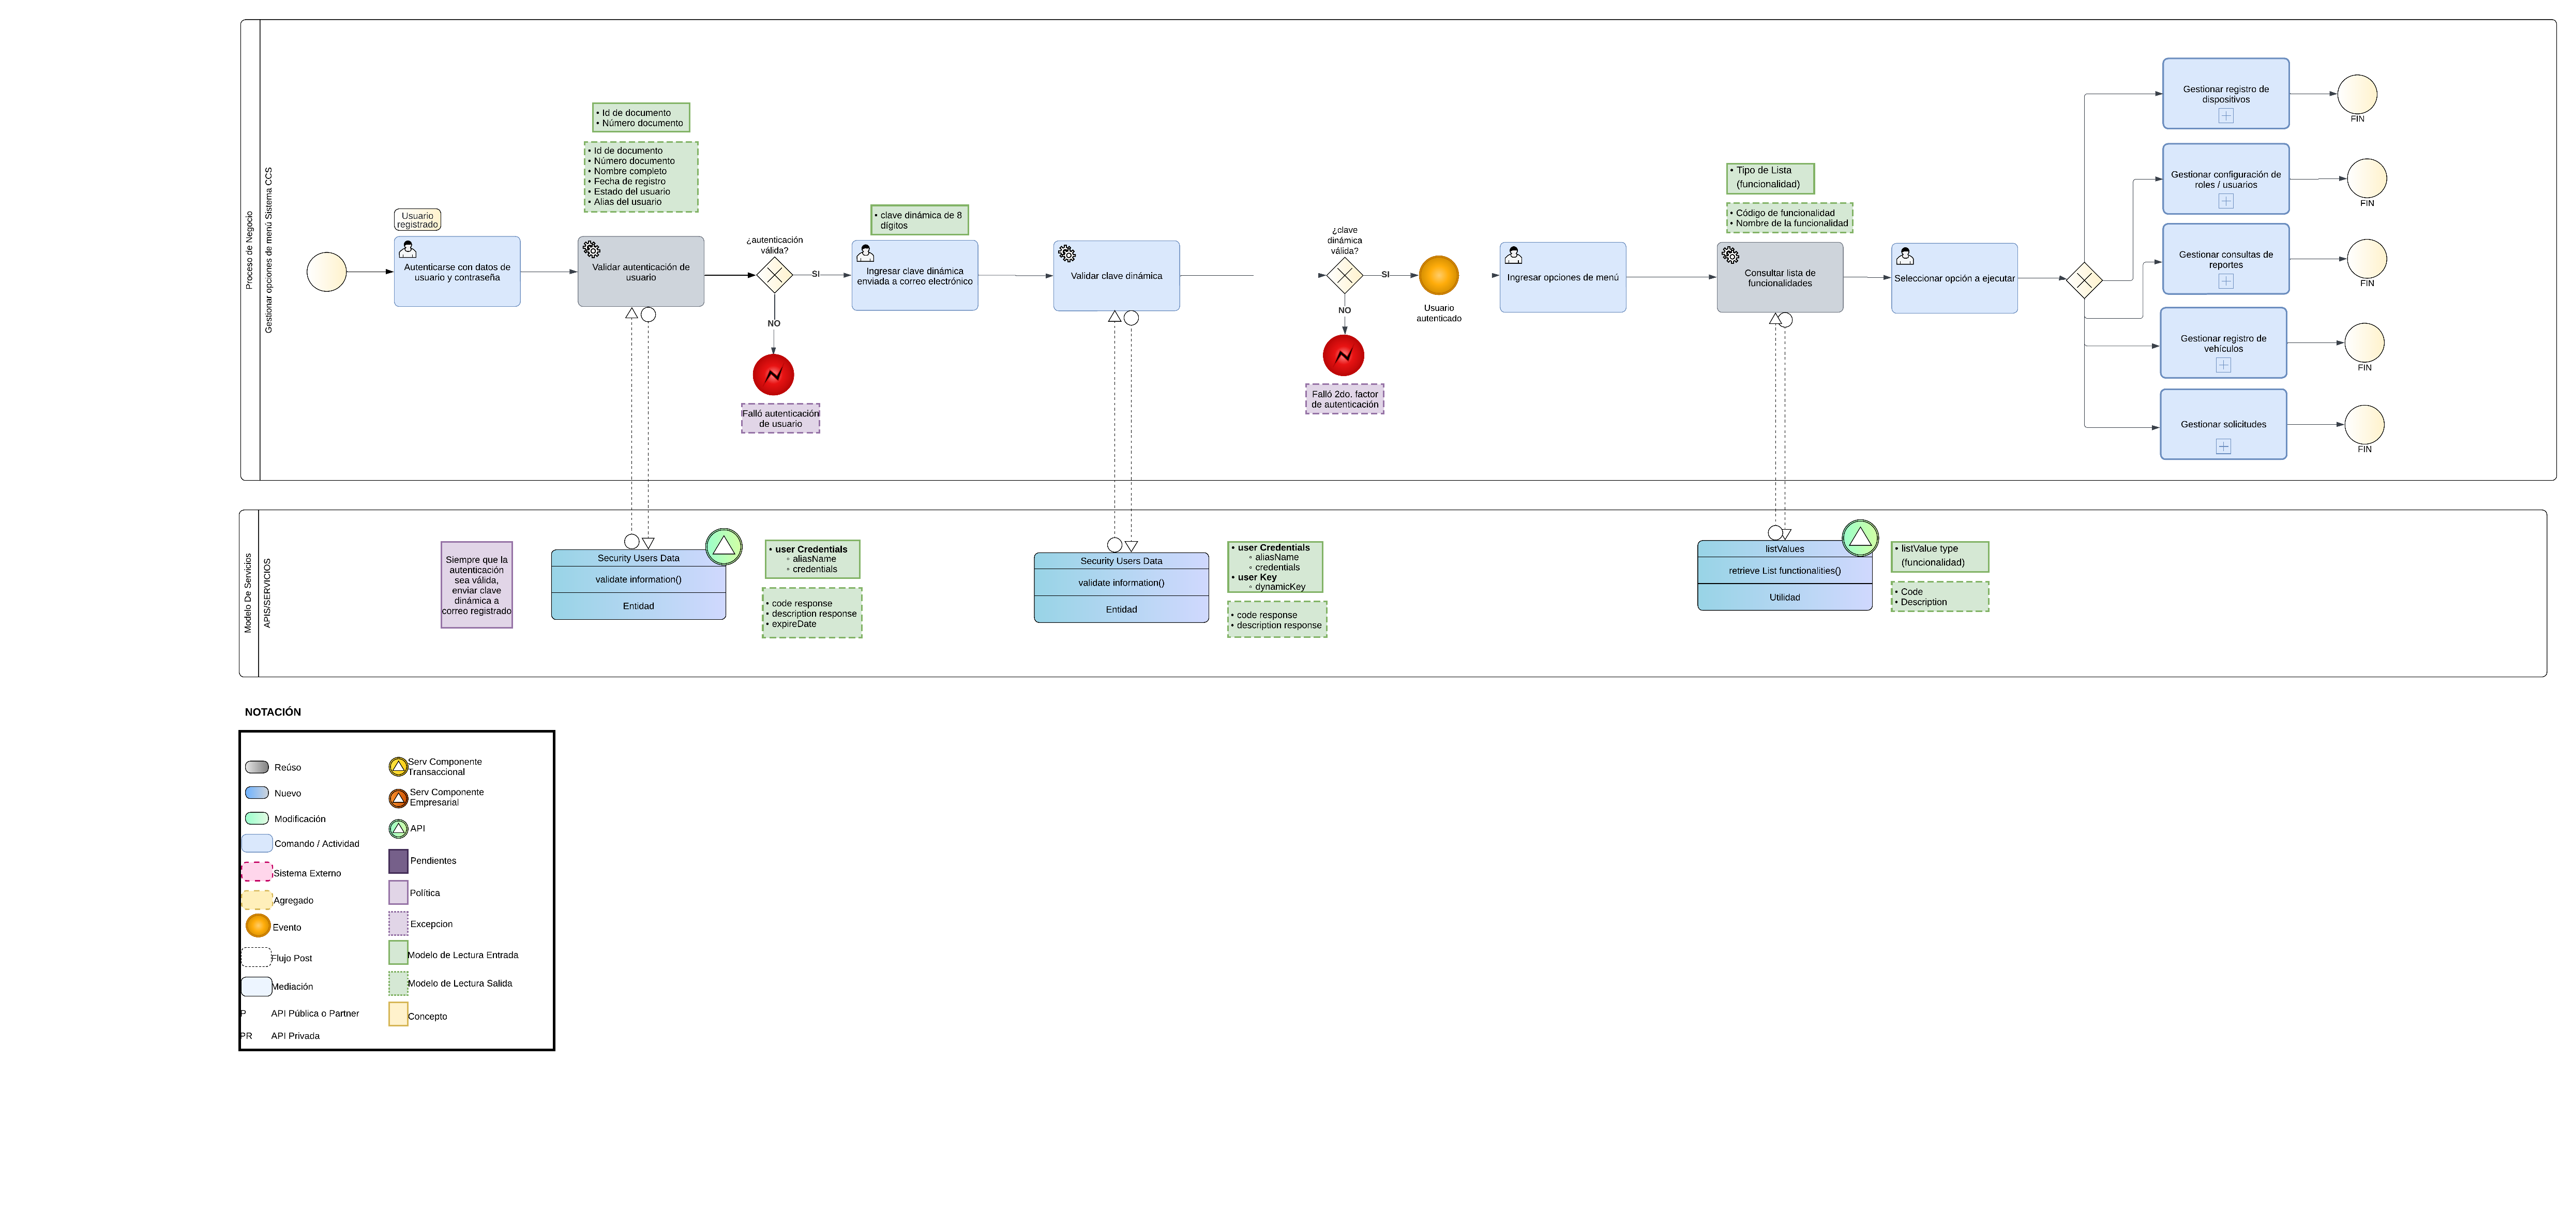 Proceso de Negocio
Gestionar opciones de menú Sistema CCS
Usuario
registrado
Autenticarse con datos de
usuario y contraseña
• Id de documento
• Número documento
• Id de documento
• Número documento
• Nombre completo
• Fecha de registro
• Estado del usuario
• Alias del usuario
Validar autenticación de
usuario
¿autenticación
válida?
SI
NO
Falló autenticación
de usuario
• clave dinámica de 8
dígitos
Ingresar clave dinámica
enviada a correo electrónico
Validar clave dinámica
¿clave
dinámica
válida?
SI
NO
Falló 2do. factor
de autenticación
Usuario
autenticado
Ingresar opciones de menú
• Tipo de Lista
(funcionalidad)
• Código de funcionalidad
• Nombre de la funcionalidad
Consultar lista de
funcionalidades
Seleccionar opción a ejecutar
Gestionar registro de
dispositivos
FIN
Gestionar configuración de
roles / usuarios
FIN
Gestionar consultas de
reportes
FIN
Gestionar registro de
vehículos
FIN
Gestionar solicitudes
FIN
Modelo De Servicios
APIS/SERVICIOS
Siempre que la
autenticación
sea válida,
enviar clave
dinámica a
correo registrado
Security Users Data
validate information()
Entidad
• user Credentials
◦ aliasName
◦ credentials
• code response
• description response
• expireDate
Security Users Data
validate information()
Entidad
• user Credentials
◦ aliasName
◦ credentials
• user Key
◦ dynamicKey
• code response
• description response
listValues
retrieve List functionalities()
Utilidad
• listValue type
(funcionalidad)
• Code
• Description
NOTACIÓN
Reúso
Nuevo
Modificación
Comando / Actividad
Sistema Externo
Agregado
Evento
Flujo Post
Mediación
P API Pública o Partner
PR API Privada
Serv Componente
Transaccional
Serv Componente
Empresarial
API
Pendientes
Política
Excepcion
Modelo de Lectura Entrada
Modelo de Lectura Salida
Concepto